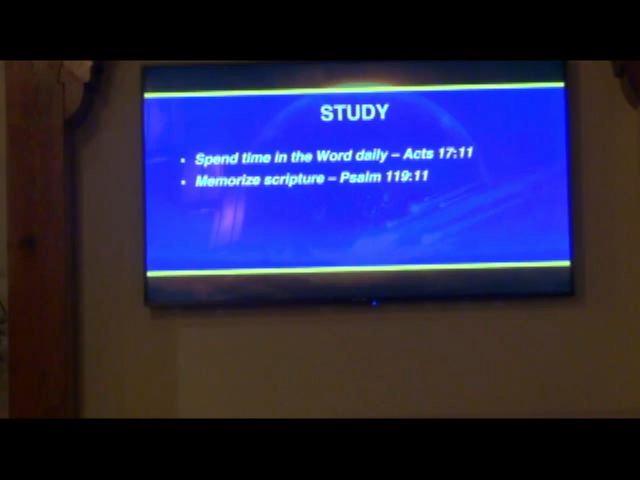 STUDY
• Spend time in the Word daily – Acts 17:11
• Memorize scripture – Psalm 119:11